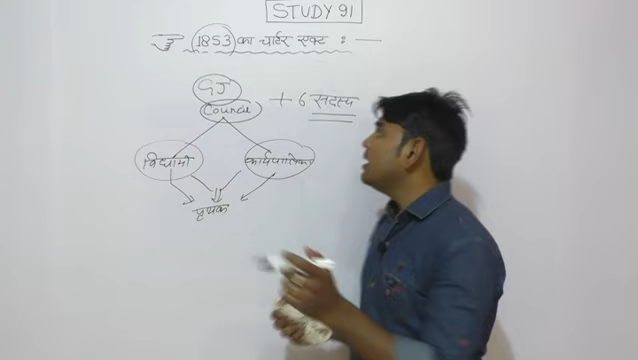 STUDY 91
1853 का चार्टर एक्ट : —
GJ
Council + 6 सदस्य
विधायी कार्यपालिका
पृथक